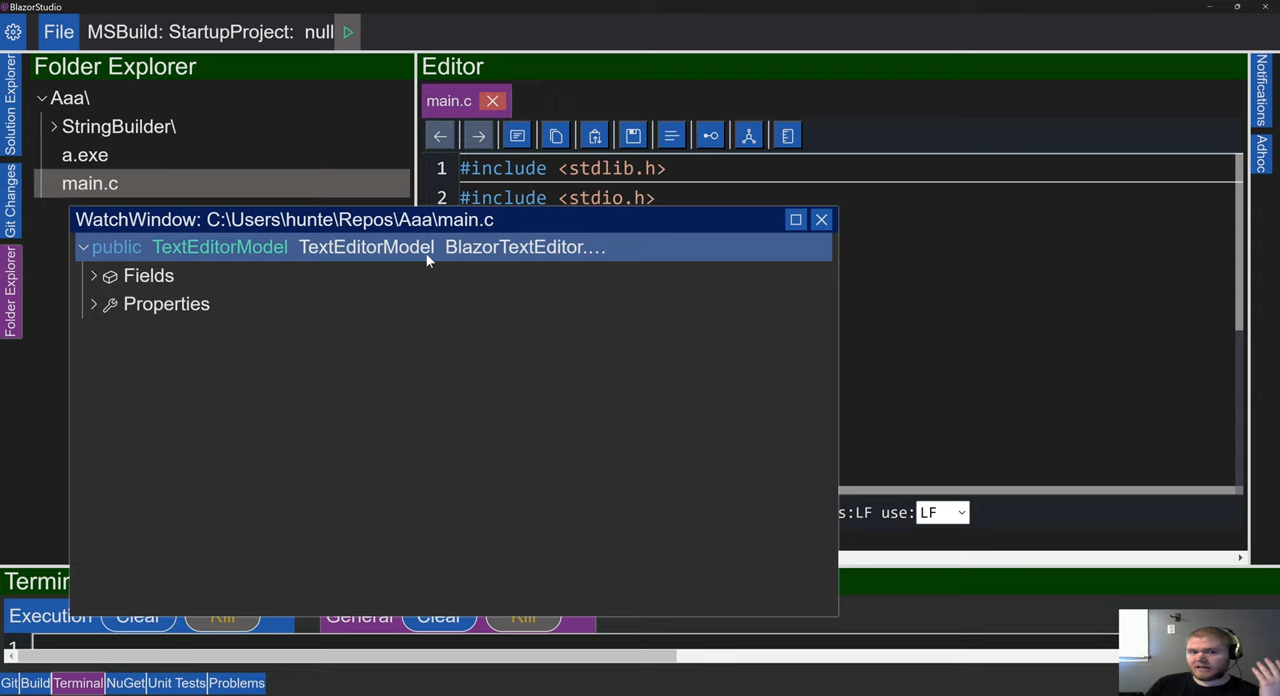 BlazorStudio
File MSBuild: StartupProject: null
Solution Explorer
Git Changes
Folder Explorer
Folder Explorer
Aaa\
StringBuilder\
a.exe
main.c
Editor
main.c
1 #include <stdlib.h>
2 #include <stdio.h>
WatchWindow: C:\Users\hunte\Repos\Aaa\main.c
public TextEditorModel TextEditorModel BlazorTextEditor....
Fields
Properties
s:LF use: LF
Notifications
Adhoc
Termin
Execution Clear Kill General Clear Kill
1
Git Build Terminal NuGet Unit Tests Problems